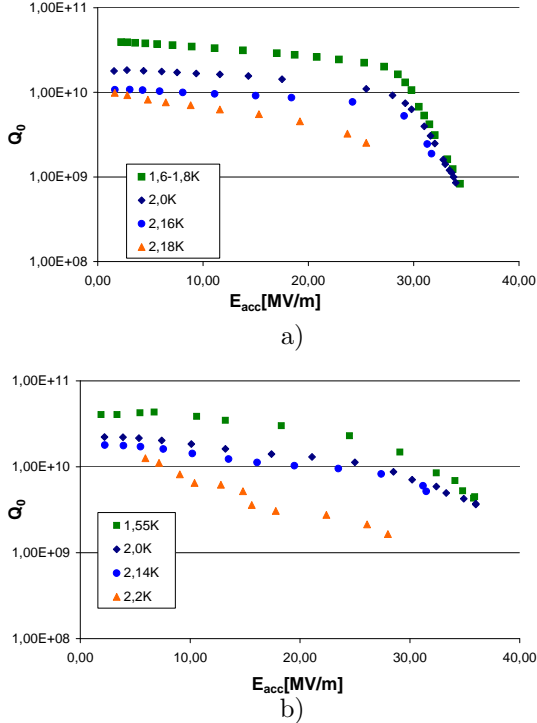 1,00E+11
1,00E+10
1,00E+09
1,00E+08
Q0
1,6-1,8K
2,0K
2,16K
2,18K
0,00 10,00 20,00 30,00 40,00
Eacc[MV/m]
a)
1,00E+11
1,00E+10
1,00E+09
1,00E+08
Q0
1,55K
2,0K
2,14K
2,2K
0,00 10,00 20,00 30,00 40,00
Eacc[MV/m]
b)